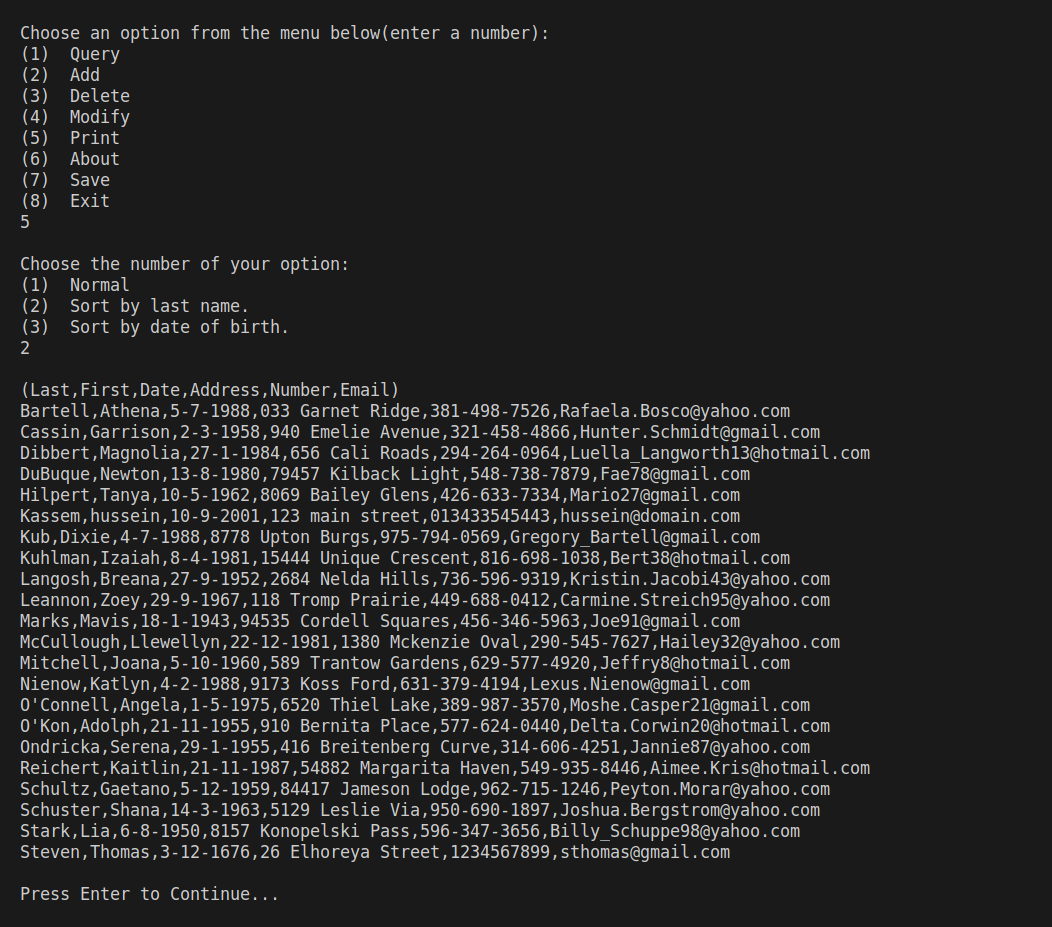 Choose an option from the menu below(enter a number):
(1)  Query
(2)  Add
(3)  Delete
(4)  Modify
(5)  Print
(6)  About
(7)  Save
(8)  Exit
5
Choose the number of your option:
(1)  Normal
(2)  Sort by last name.
(3)  Sort by date of birth.
2
(Last,First,Date,Address,Number,Email)
Bartell,Athena,5-7-1988,033 Garnet Ridge,381-498-7526,Rafaela.Bosco@yahoo.com
Cassin,Garrison,2-3-1958,940 Emelie Avenue,321-458-4866,Hunter.Schmidt@gmail.com
Dibbert,Magnolia,27-1-1984,656 Cali Roads,294-264-0964,Luella_Langworth13@hotmail.com
DuBuque,Newton,13-8-1980,79457 Kilback Light,548-738-7879,Fae78@gmail.com
Hilpert,Tanya,10-5-1962,8069 Bailey Glens,426-633-7334,Mario27@gmail.com
Kassem,hussein,10-9-2001,123 main street,013433545443,hussein@domain.com
Kub,Dixie,4-7-1988,8778 Upton Burgs,975-794-0569,Gregory_Bartell@gmail.com
Kuhlman,Izaiah,8-4-1981,15444 Unique Crescent,816-698-1038,Bert38@hotmail.com
Langosh,Breana,27-9-1952,2684 Nelda Hills,736-596-9319,Kristin.Jacobi43@yahoo.com
Leannon,Zoey,29-9-1967,118 Tromp Prairie,449-688-0412,Carmine.Streich95@yahoo.com
Marks,Mavis,18-1-1943,94535 Cordell Squares,456-346-5963,Joe91@gmail.com
McCullough,Llewellyn,22-12-1981,1380 Mckenzie Oval,290-545-7627,Hailey32@yahoo.com
Mitchell,Joana,5-10-1960,589 Trantow Gardens,629-577-4920,Jeffry8@hotmail.com
Nienow,Katlyn,4-2-1988,9173 Koss Ford,631-379-4194,Lexus.Nienow@gmail.com
O'Connell,Angela,1-5-1975,6520 Thiel Lake,389-987-3570,Moshe.Casper21@gmail.com
O'Kon,Adolph,21-11-1955,910 Bernita Place,577-624-0440,Delta.Corwin20@hotmail.com
Ondricka,Serena,29-1-1955,416 Breitenberg Curve,314-606-4251,Jannie87@yahoo.com
Reichert,Kaitlin,21-11-1987,54882 Margarita Haven,549-935-8446,Aimee.Kris@hotmail.com
Schultz,Gaetano,5-12-1959,84417 Jameson Lodge,962-715-1246,Peyton.Morar@yahoo.com
Schuster,Shana,14-3-1963,5129 Leslie Via,950-690-1897,Joshua.Bergstrom@yahoo.com
Stark,Lia,6-8-1950,8157 Konopelski Pass,596-347-3656,Billy_Schuppe98@yahoo.com
Steven,Thomas,3-12-1676,26 Elhoreya Street,1234567899,sthomas@gmail.com
Press Enter to Continue...